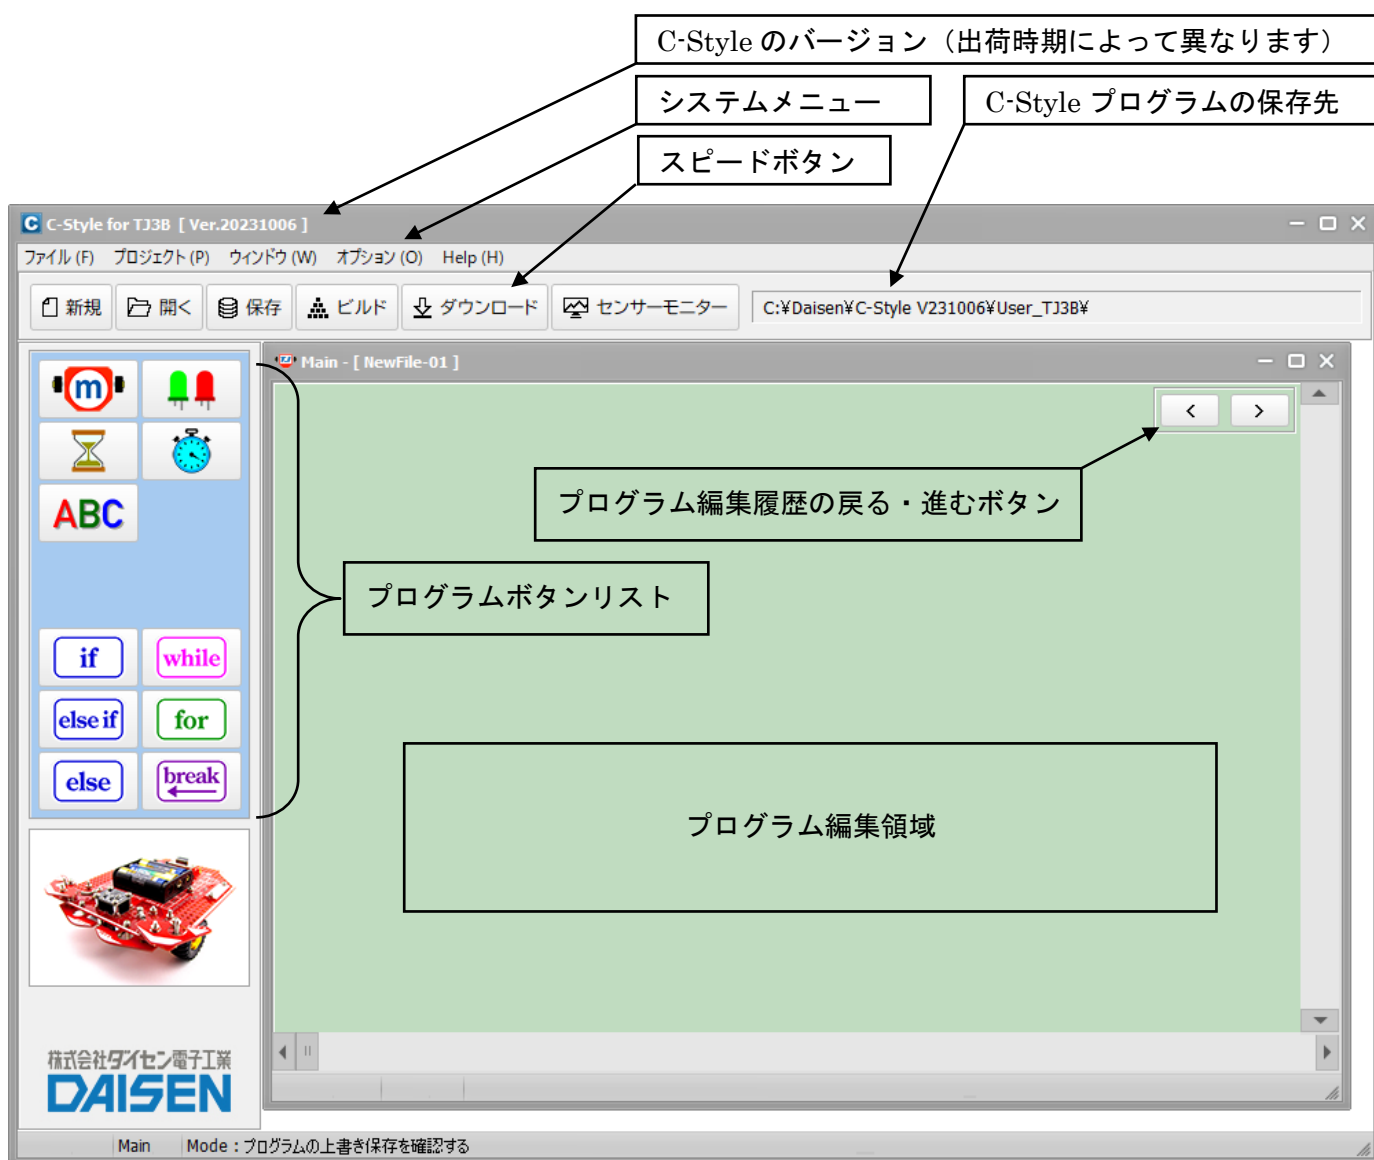 C-Style のバージョン（出荷時期によって異なります）
システムメニュー
C-Style プログラムの保存先
スピードボタン
C-Style for TJ3B [ Ver.20231006 ]
ファイル (F) プロジェクト (P) ウィンドウ (W) オプション (O) Help (H)
新規 開く 保存 ビルド ダウンロード センサーモニター C:¥Daisen¥C-Style V231006¥User_TJ3B¥
Main - [ NewFile-01 ]
m
< >
ABC
プログラム編集履歴の戻る・進むボタン
プログラムボタンリスト
if while
else if for
else break
プログラム編集領域
株式会社ダイセン電子工業
DAISEN
Main Mode：プログラムの上書き保存を確認する